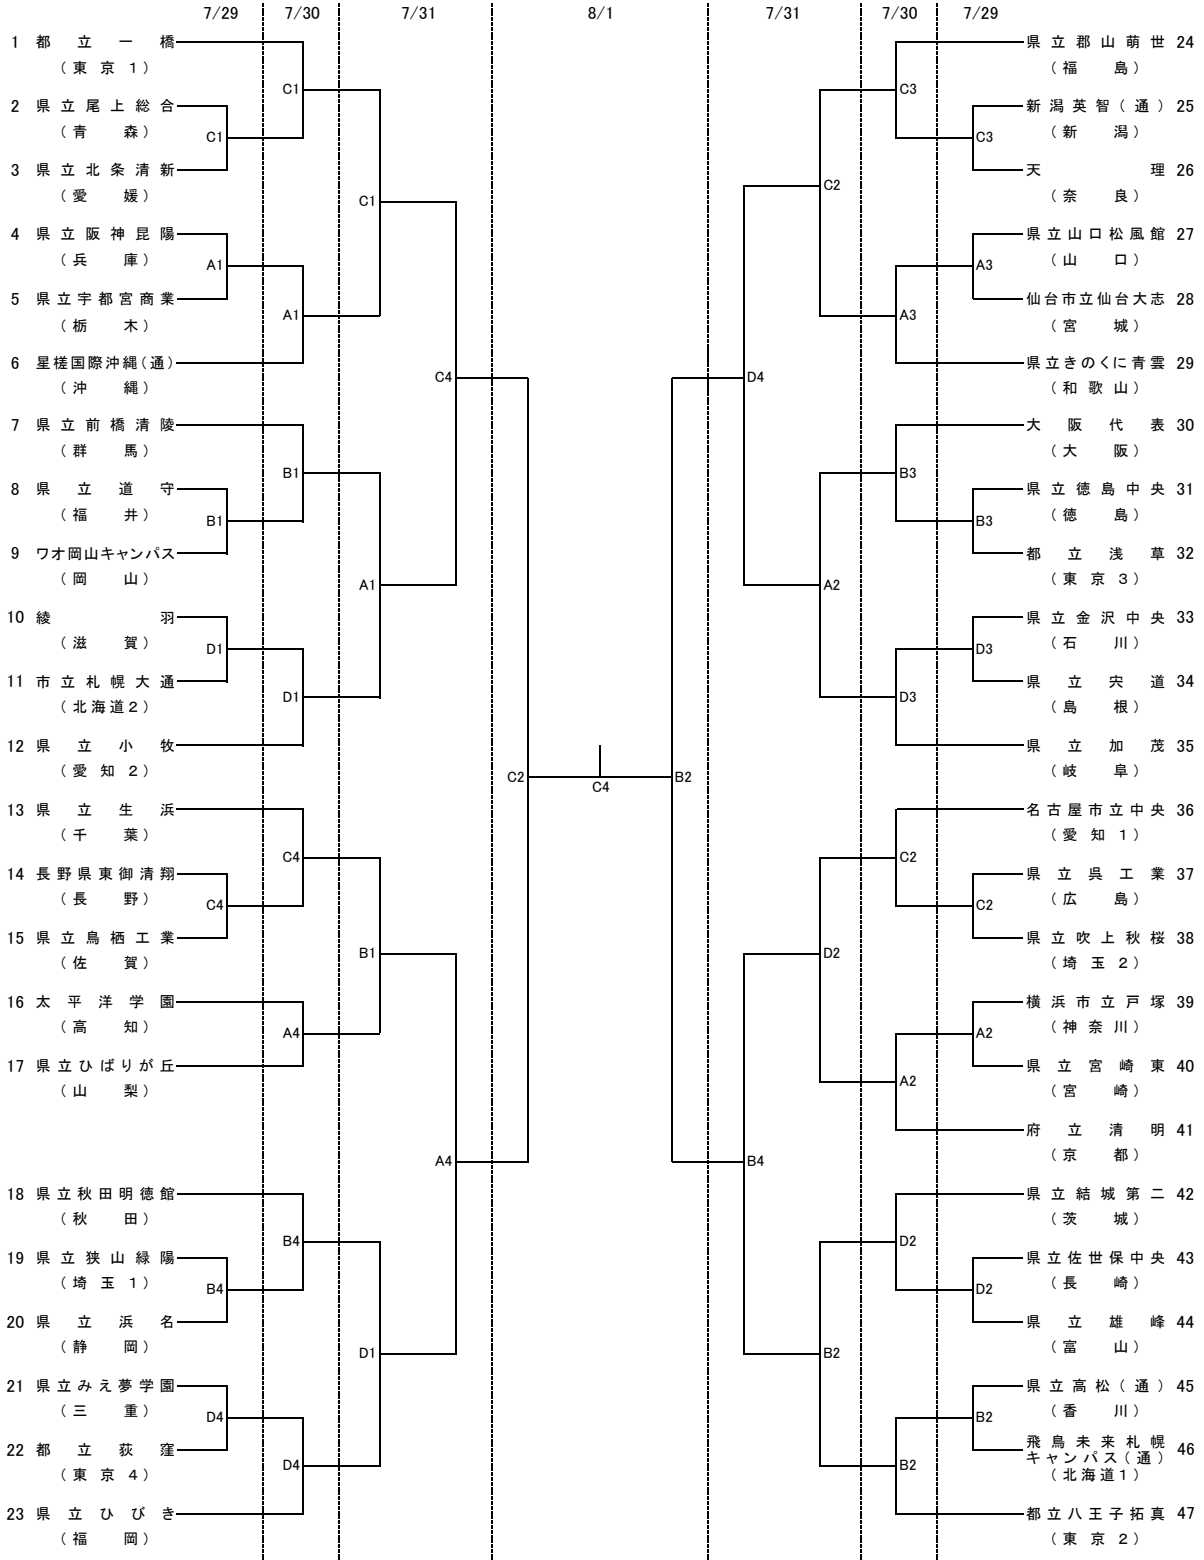 7/29 7/30 7/31 8/1 7/31 7/30 7/29
1 都立一橋
(東京1)
C1
2 県立尾上総合
(青森)
C1
3 県立北条清新
(愛媛)
C1
4 県立阪神昆陽
(兵庫)
A1
5 県立宇都宮商業
(栃木)
A1
6 星槎国際沖縄(通)
(沖縄)
C4
7 県立前橋清陵
(群馬)
B1
8 県立道守
(福井)
B1
9 ワオ岡山キャンパス
(岡山)
A1
10 綾羽
(滋賀)
D1
11 市立札幌大通
(北海道2)
D1
12 県立小牧
(愛知2)
C2
13 県立生浜
(千葉)
C4
14 長野県東御清翔
(長野)
C4
15 県立鳥栖工業
(佐賀)
B1
16 太平洋学園
(高知)
A4
17 県立ひばりが丘
(山梨)
A4
18 県立秋田明徳館
(秋田)
B4
19 県立狭山緑陽
(埼玉1)
B4
20 県立浜名
(静岡)
D1
21 県立みえ夢学園
(三重)
D4
22 都立荻窪
(東京4)
D4
23 県立ひびき
(福岡)
C4
県立郡山萌世 24
(福島)
C3
新潟英智(通) 25
(新潟)
C3
天理 26
(奈良)
C2
県立山口松風館 27
(山口)
A3
仙台市立仙台大志 28
(宮城)
A3
県立きのくに青雲 29
(和歌山)
D4
大阪代表 30
(大阪)
B3
県立徳島中央 31
(徳島)
B3
都立浅草 32
(東京3)
A2
県立金沢中央 33
(石川)
D3
県立宍道 34
(島根)
D3
県立加茂 35
(岐阜)
B2
名古屋市立中央 36
(愛知1)
C2
県立呉工業 37
(広島)
C2
県立吹上秋桜 38
(埼玉2)
D2
横浜市立戸塚 39
(神奈川)
A2
県立宮崎東 40
(宮崎)
A2
府立清明 41
(京都)
B4
県立結城第二 42
(茨城)
D2
県立佐世保中央 43
(長崎)
D2
県立雄峰 44
(富山)
B2
県立高松(通) 45
(香川)
B2
飛鳥未来札幌
キャンパス(通) 46
(北海道1)
B2
都立八王子拓真 47
(東京2)